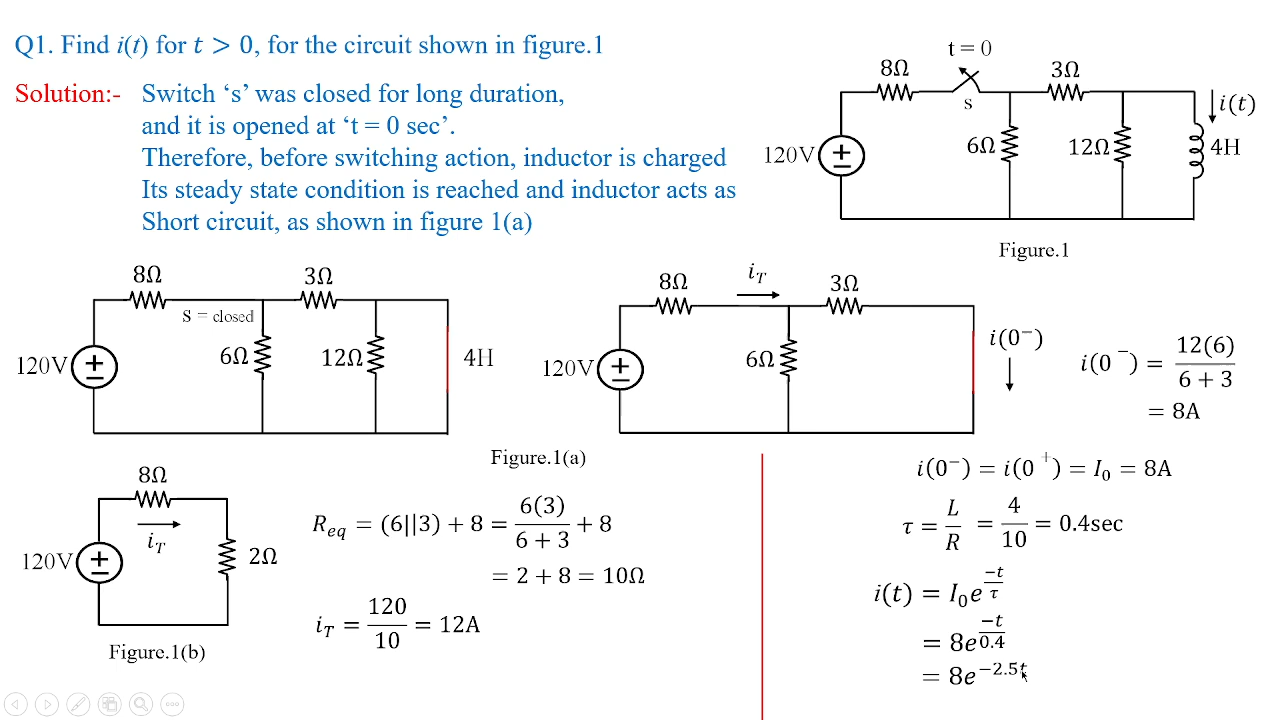 Q1. Find i(t) for t > 0, for the circuit shown in figure.1
Solution:- Switch ‘s’ was closed for long duration,
and it is opened at ‘t = 0 sec’.
Therefore, before switching action, inductor is charged
Its steady state condition is reached and inductor acts as
Short circuit, as shown in figure 1(a)
t = 0
8Ω
3Ω
s
i(t)
120V
6Ω
12Ω
4H
Figure.1
8Ω
3Ω
S = closed
120V
6Ω
12Ω
4H
8Ω
i_T
3Ω
120V
6Ω
i(0⁻)
i(0⁻) = 12(6)/(6 + 3)
= 8A
Figure.1(a)
8Ω
i_T
120V
2Ω
Figure.1(b)
R_eq = (6||3) + 8 = 6(3)/(6 + 3) + 8
= 2 + 8 = 10Ω
i_T = 120/10 = 12A
i(0⁻) = i(0⁺) = I₀ = 8A
τ = L/R = 4/10 = 0.4sec
i(t) = I₀e^(−t/τ)
= 8e^(−t/0.4)
= 8e^(−2.5t)